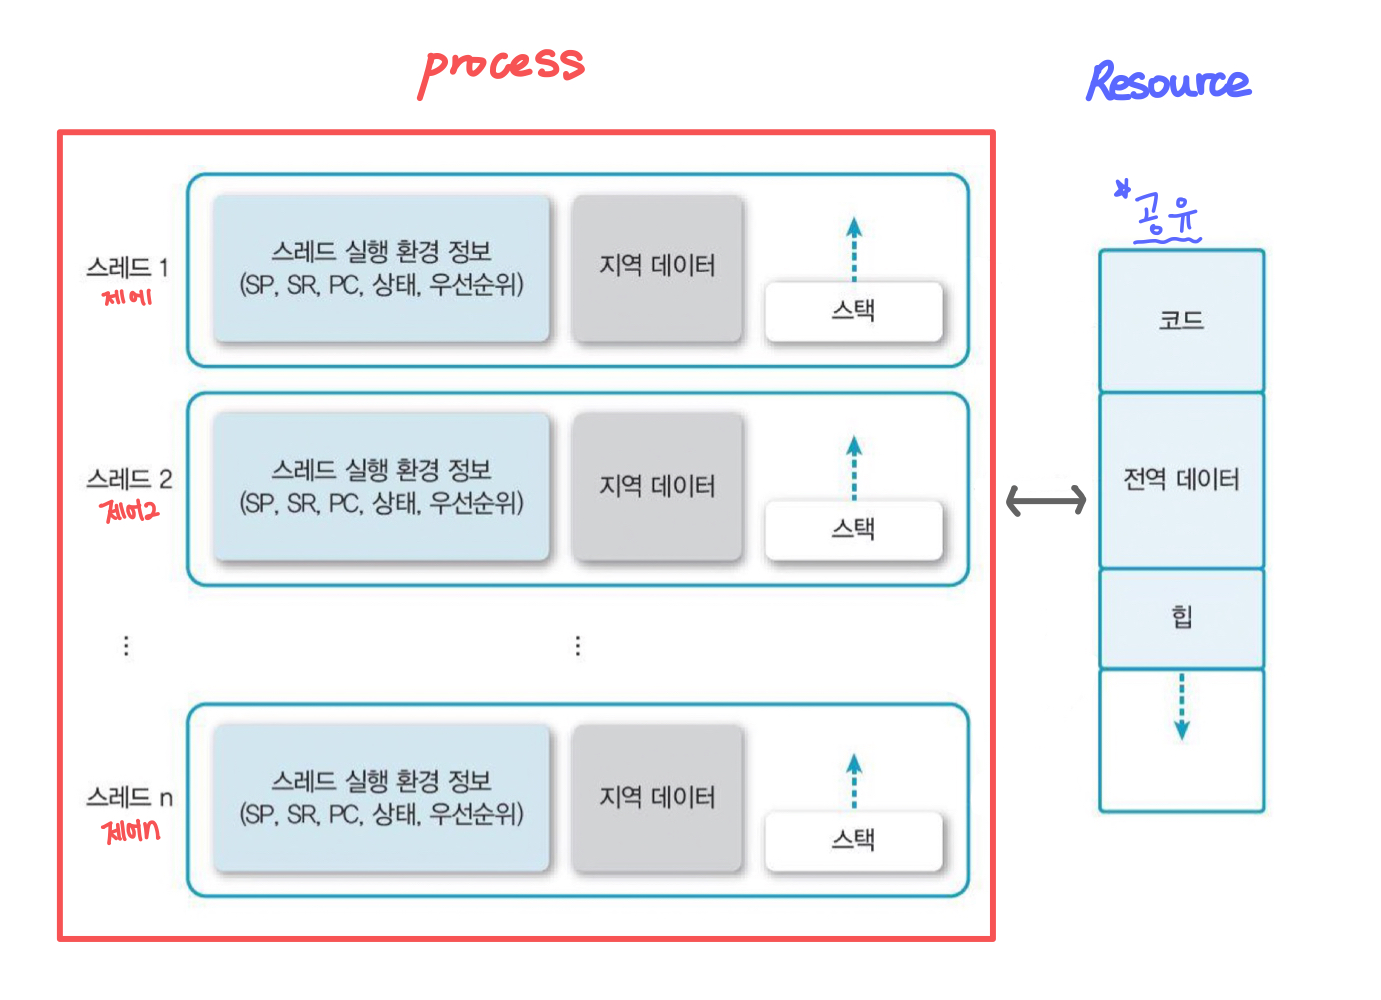 process
Resource
*공유
스레드 1
제어1
스레드 실행 환경 정보
(SP, SR, PC, 상태, 우선순위)
지역 데이터
스택
스레드 2
제어2
스레드 실행 환경 정보
(SP, SR, PC, 상태, 우선순위)
지역 데이터
스택
⋮
⋮
스레드 n
제어n
스레드 실행 환경 정보
(SP, SR, PC, 상태, 우선순위)
지역 데이터
스택
코드
전역 데이터
힙